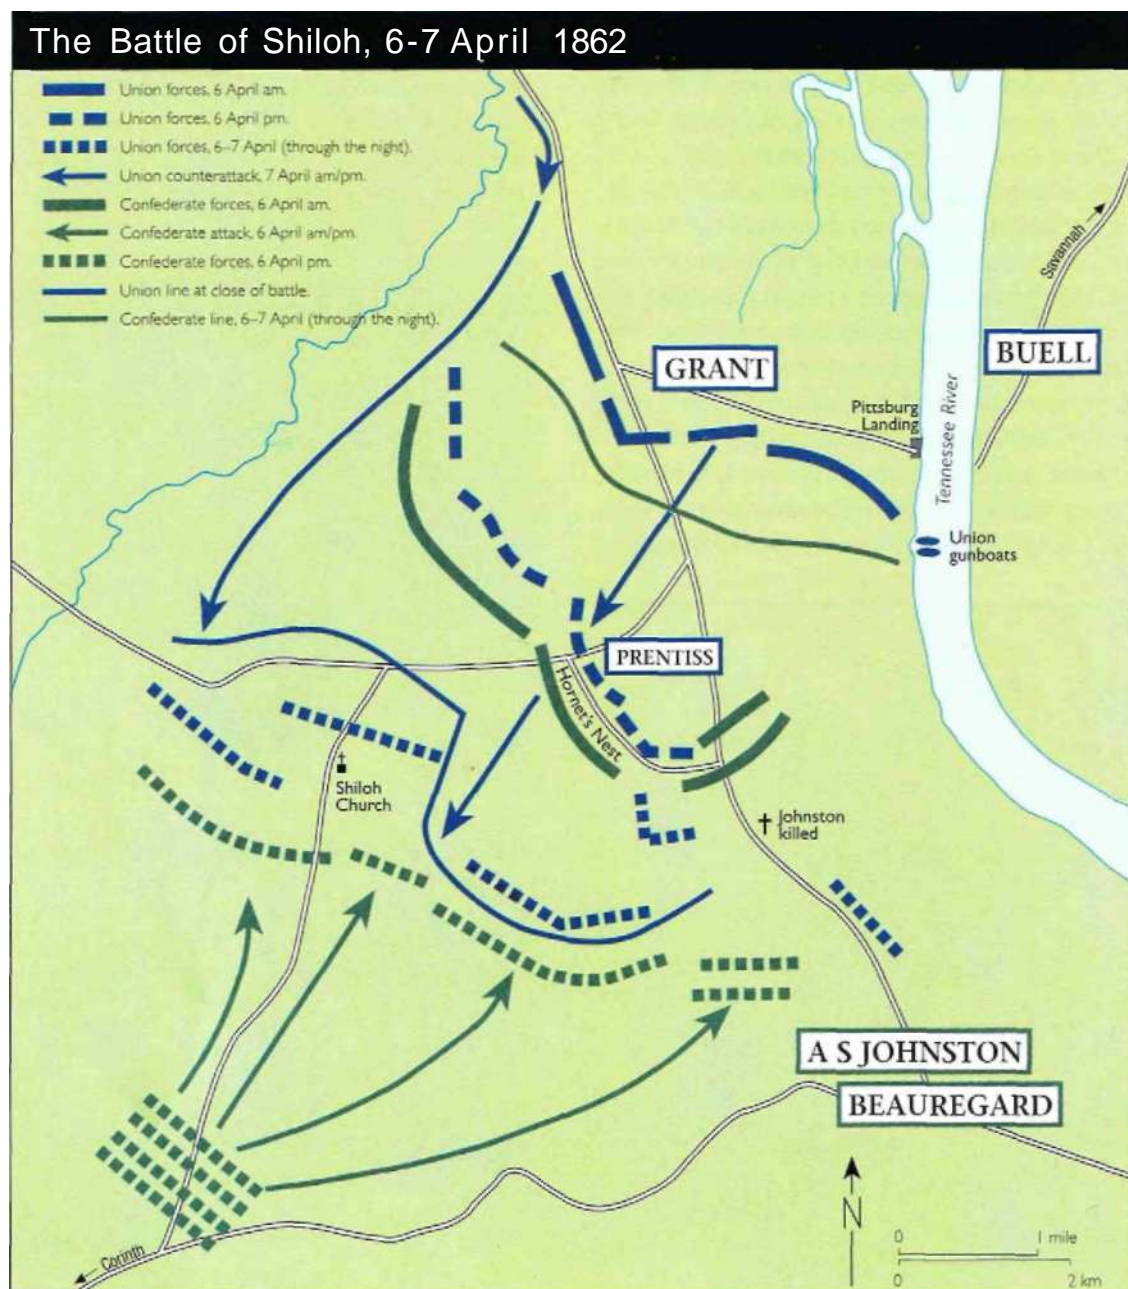 The Battle of Shiloh, 6-7 April 1862
Union forces, 6 April am.
Union forces, 6 April pm.
Union forces, 6–7 April (through the night).
Union counterattack, 7 April am/pm.
Confederate forces, 6 April am.
Confederate attack, 6 April am/pm.
Confederate forces, 6 April pm.
Union line at close of battle.
Confederate line, 6–7 April (through the night).
Savannah
BUELL
GRANT
Pittsburg
Landing
Tennessee River
Union
gunboats
PRENTISS
Hornet's Nest
Shiloh
Church
Johnston
killed
A S JOHNSTON
BEAUREGARD
N
0 1 mile
0 2 km
Corinth